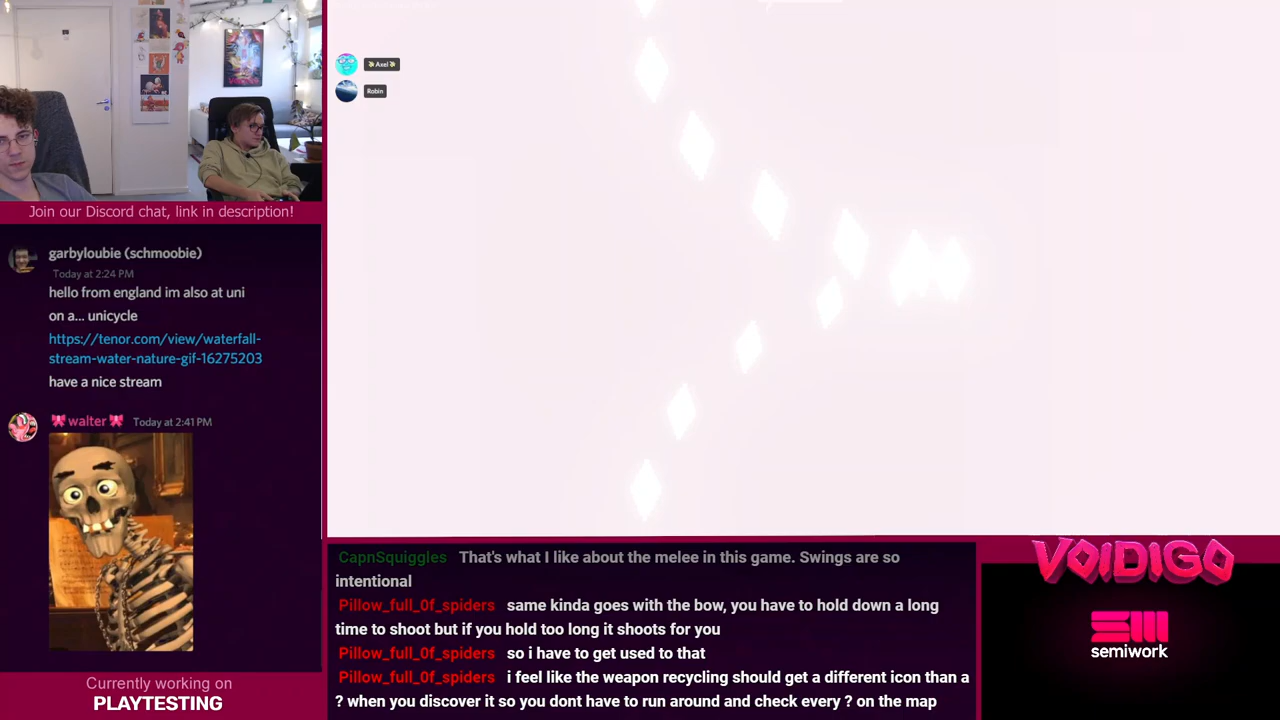 Axel
Robin
Join our Discord chat, link in description!
garbyloubie (schmoobie)
Today at 2:24 PM
hello from england im also at uni
on a... unicycle
https://tenor.com/view/waterfall-
stream-water-nature-gif-16275203
have a nice stream
walter Today at 2:41 PM
Currently working on
PLAYTESTING
CapnSquiggles That's what I like about the melee in this game. Swings are so
intentional
Pillow_full_0f_spiders same kinda goes with the bow, you have to hold down a long
time to shoot but if you hold too long it shoots for you
Pillow_full_0f_spiders so i have to get used to that
Pillow_full_0f_spiders i feel like the weapon recycling should get a different icon than a
? when you discover it so you dont have to run around and check every ? on the map
VOIDIGO
semiwork